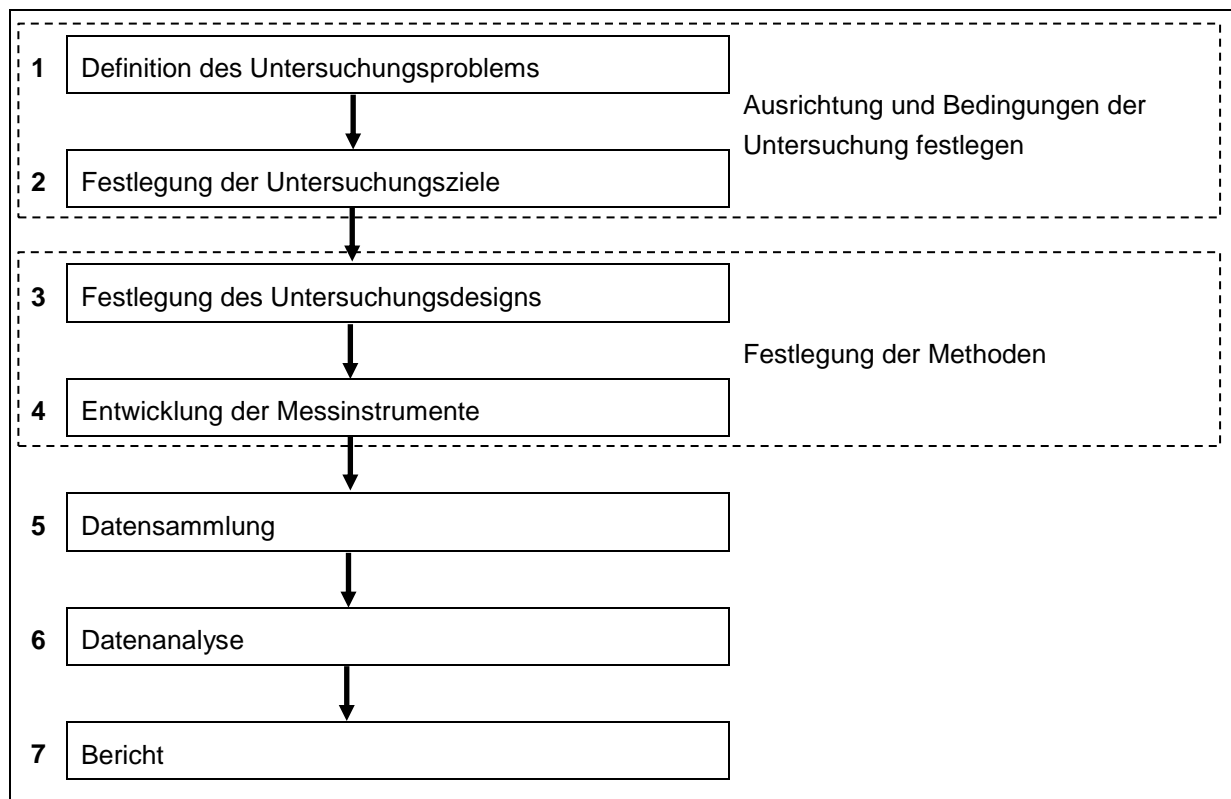 1 Definition des Untersuchungsproblems
Ausrichtung und Bedingungen der
Untersuchung festlegen
2 Festlegung der Untersuchungsziele
3 Festlegung des Untersuchungsdesigns
Festlegung der Methoden
4 Entwicklung der Messinstrumente
5 Datensammlung
6 Datenanalyse
7 Bericht